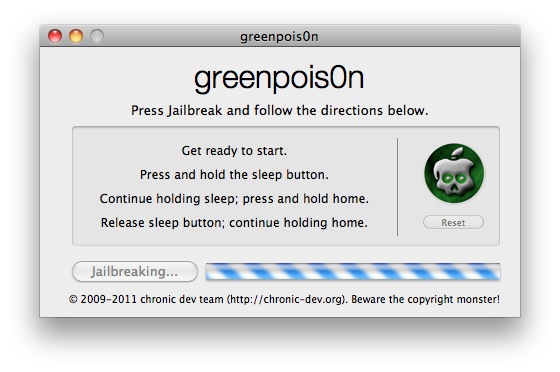 greenpois0n
greenpois0n
Press Jailbreak and follow the directions below.
Get ready to start.
Press and hold the sleep button.
Continue holding sleep; press and hold home.
Release sleep button; continue holding home.
Reset
Jailbreaking...
© 2009-2011 chronic dev team (http://chronic-dev.org). Beware the copyright monster!